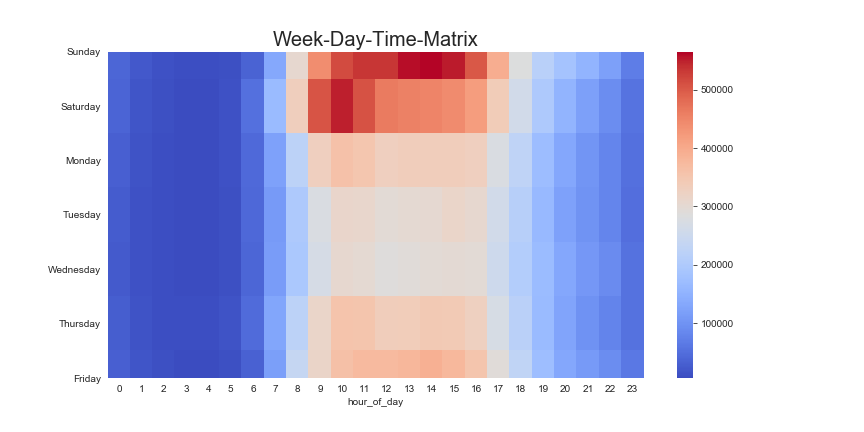 Week-Day-Time-Matrix
Sunday
Saturday
Monday
Tuesday
Wednesday
Thursday
Friday
0 1 2 3 4 5 6 7 8 9 10 11 12 13 14 15 16 17 18 19 20 21 22 23
hour_of_day
500000
400000
300000
200000
100000